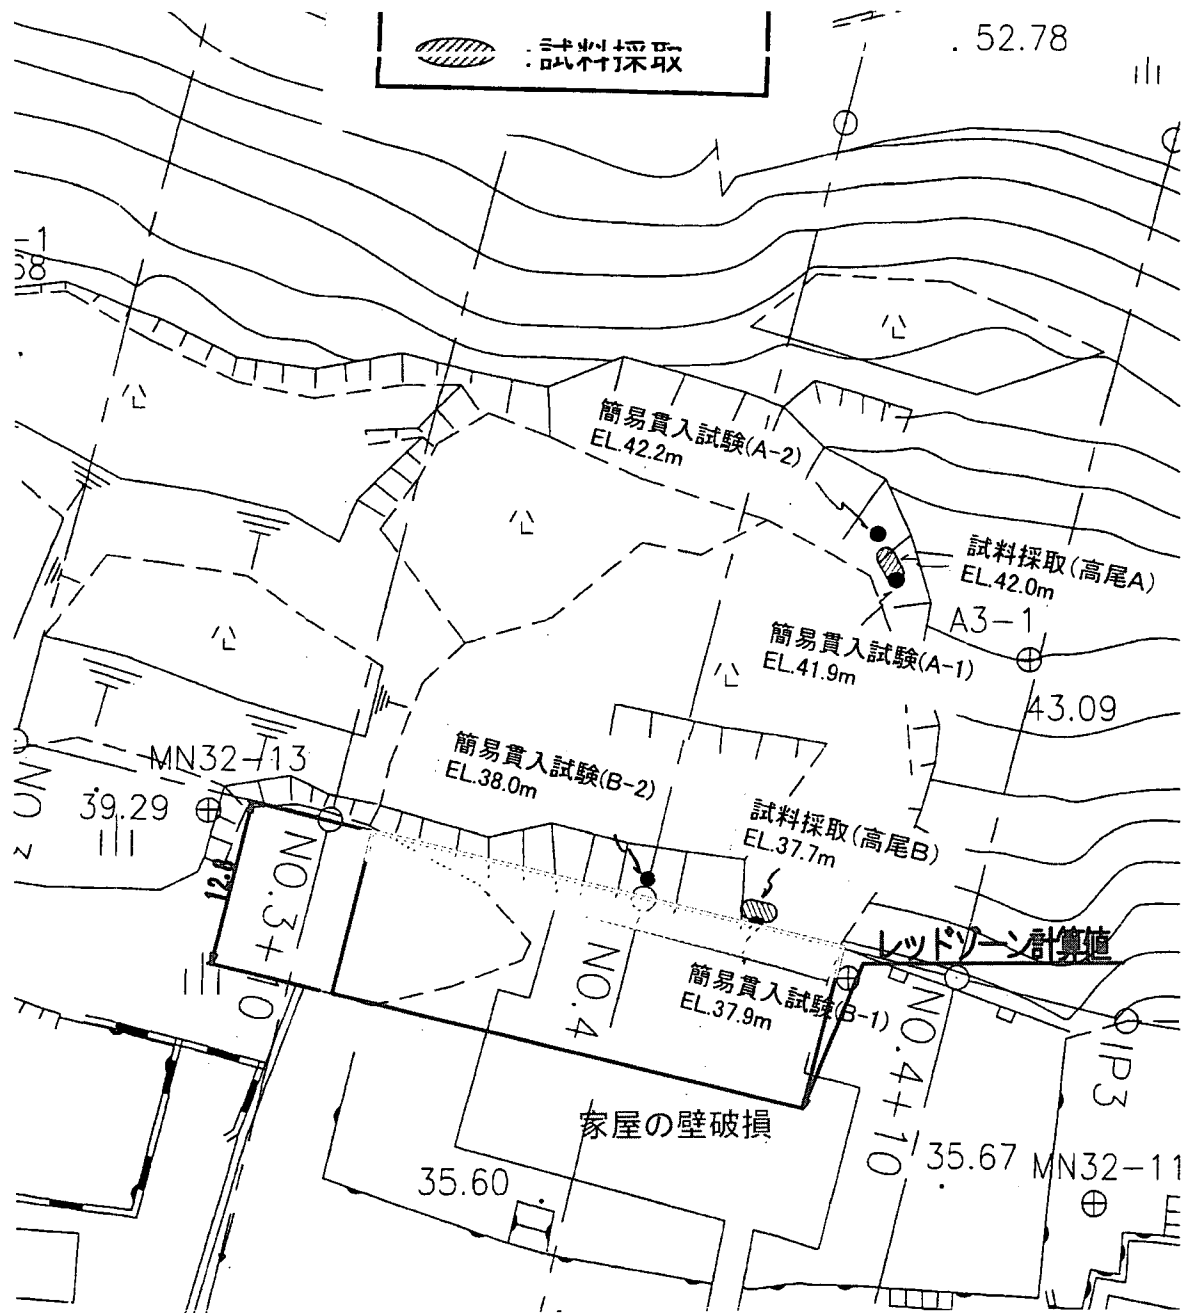 :試料採取
. 52.78
-1
68
簡易貫入試験(A-2)
EL.42.2m
試料採取(高尾A)
EL.42.0m
A3-1
簡易貫入試験(A-1)
EL.41.9m
43.09
MN32-13
39.29
簡易貫入試験(B-2)
EL.38.0m
試料採取(高尾B)
EL.37.7m
NO.3+
10
NO.4
レッドゾーン計算値
簡易貫入試験(B-1)
EL.37.9m
NO.4+10
IP3
家屋の壁破損
35.60
35.67
MN32-11